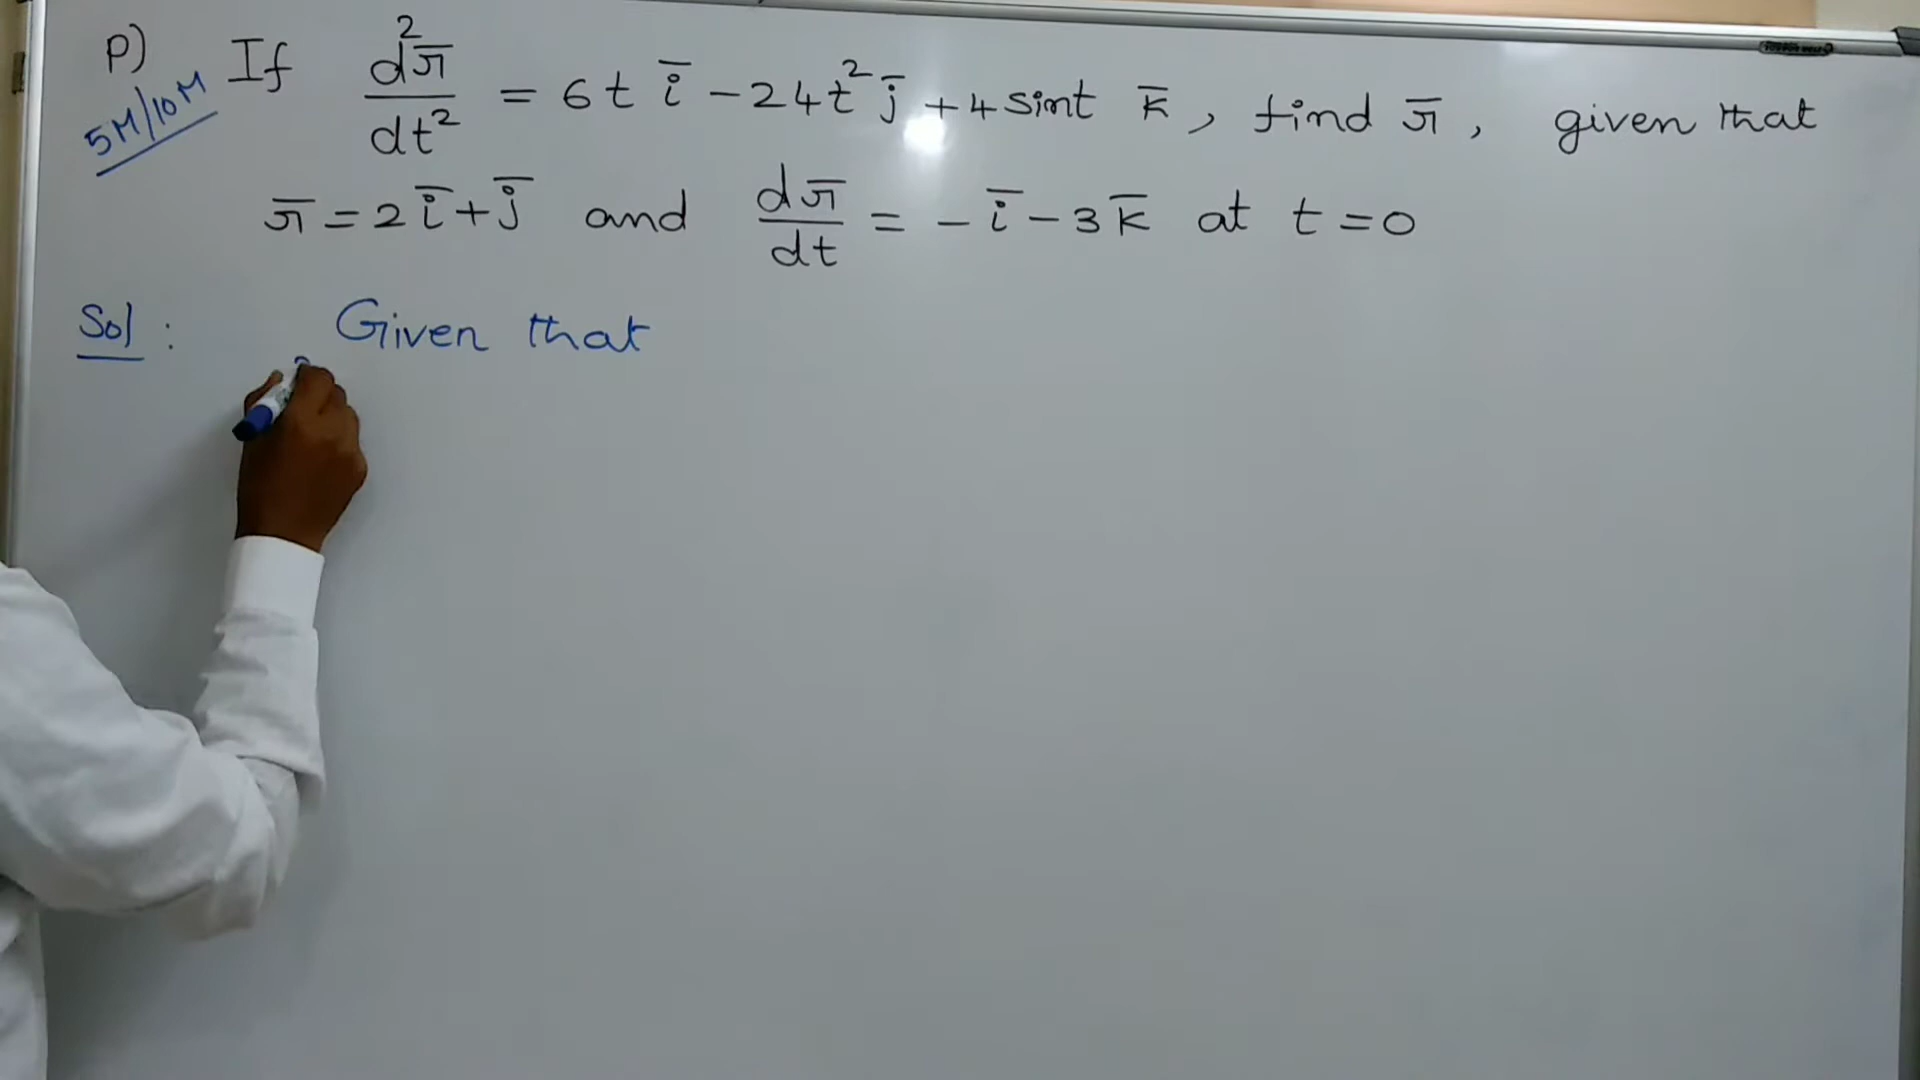 P) If d²r̄/dt² = 6t ī - 24t² j̄ + 4 sint k̄, find r̄, given that
5M/10M
r̄ = 2ī + j̄ and dr̄/dt = -ī - 3k̄ at t = 0
Sol : Given that